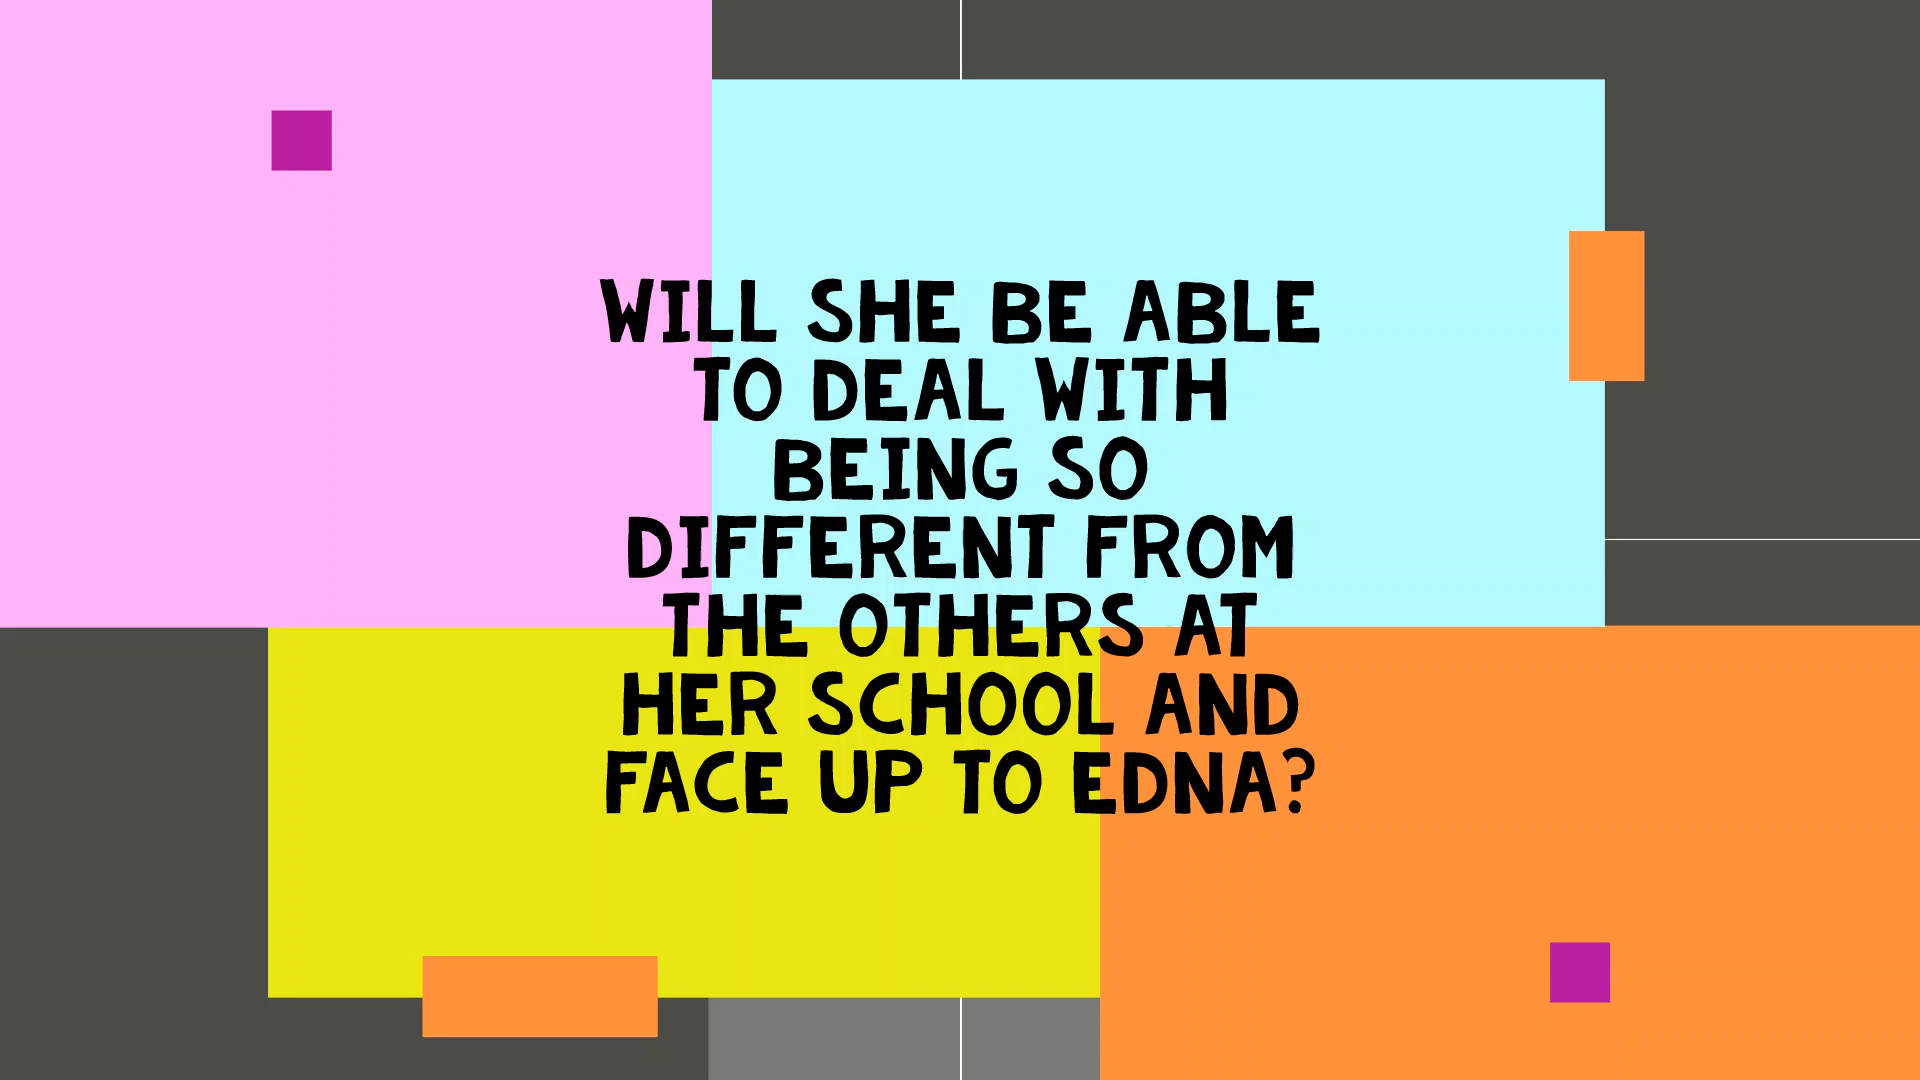 WILL SHE BE ABLE
TO DEAL WITH
BEING SO
DIFFERENT FROM
THE OTHERS AT
HER SCHOOL AND
FACE UP TO EDNA?